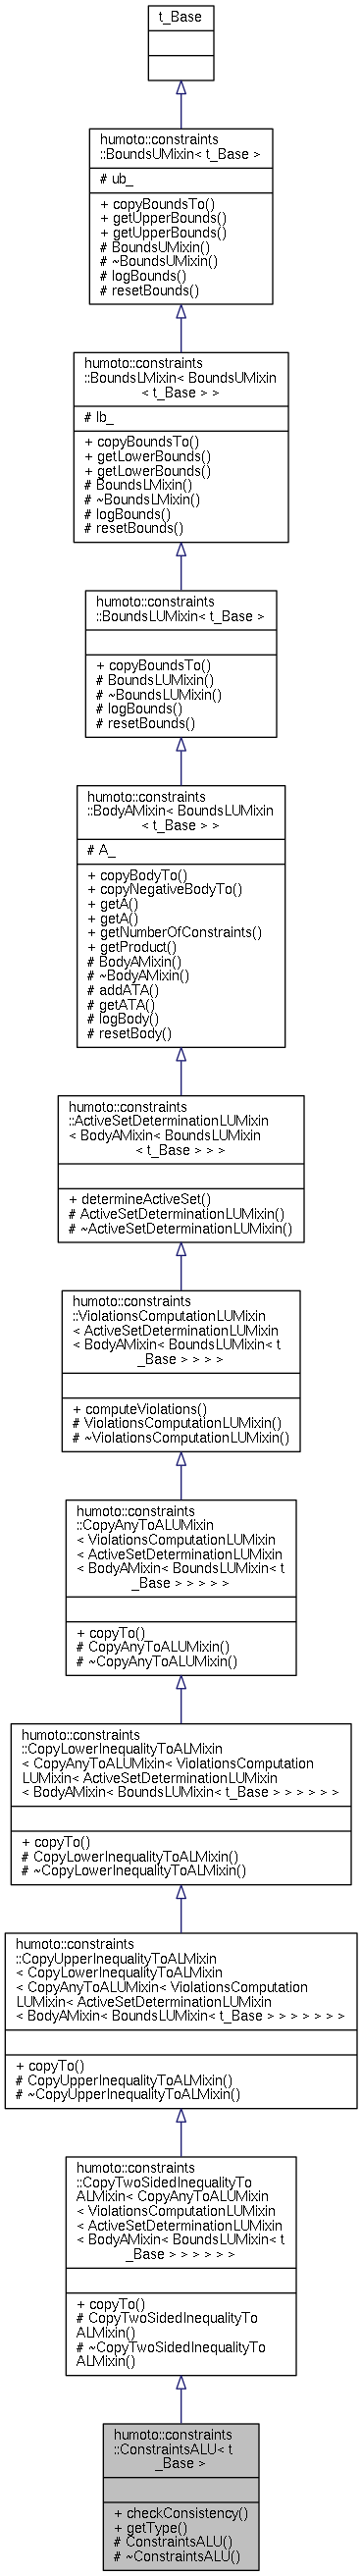 t_Base
humoto::constraints
::BoundsUMixin< t_Base >
# ub_
+ copyBoundsTo()
+ getUpperBounds()
+ getUpperBounds()
# BoundsUMixin()
# ~BoundsUMixin()
# logBounds()
# resetBounds()
humoto::constraints
::BoundsLMixin< BoundsUMixin
< t_Base > >
# lb_
+ copyBoundsTo()
+ getLowerBounds()
+ getLowerBounds()
# BoundsLMixin()
# ~BoundsLMixin()
# logBounds()
# resetBounds()
humoto::constraints
::BoundsLUMixin< t_Base >
+ copyBoundsTo()
# BoundsLUMixin()
# ~BoundsLUMixin()
# logBounds()
# resetBounds()
humoto::constraints
::BodyAMixin< BoundsLUMixin
< t_Base > >
# A_
+ copyBodyTo()
+ copyNegativeBodyTo()
+ getA()
+ getA()
+ getNumberOfConstraints()
+ getProduct()
# BodyAMixin()
# ~BodyAMixin()
# addATA()
# getATA()
# logBody()
# resetBody()
humoto::constraints
::ActiveSetDeterminationLUMixin
< BodyAMixin< BoundsLUMixin
< t_Base > > >
+ determineActiveSet()
# ActiveSetDeterminationLUMixin()
# ~ActiveSetDeterminationLUMixin()
humoto::constraints
::ViolationsComputationLUMixin
< ActiveSetDeterminationLUMixin
< BodyAMixin< BoundsLUMixin< t
_Base > > > >
+ computeViolations()
# ViolationsComputationLUMixin()
# ~ViolationsComputationLUMixin()
humoto::constraints
::CopyAnyToALUMixin
< ViolationsComputationLUMixin
< ActiveSetDeterminationLUMixin
< BodyAMixin< BoundsLUMixin< t
_Base > > > > >
+ copyTo()
# CopyAnyToALUMixin()
# ~CopyAnyToALUMixin()
humoto::constraints
::CopyLowerInequalityToALMixin
< CopyAnyToALUMixin< ViolationsComputation
LUMixin< ActiveSetDeterminationLUMixin
< BodyAMixin< BoundsLUMixin< t_Base > > > > > >
+ copyTo()
# CopyLowerInequalityToALMixin()
# ~CopyLowerInequalityToALMixin()
humoto::constraints
::CopyUpperInequalityToALMixin
< CopyLowerInequalityToALMixin
< CopyAnyToALUMixin< ViolationsComputation
LUMixin< ActiveSetDeterminationLUMixin
< BodyAMixin< BoundsLUMixin< t_Base > > > > > > >
+ copyTo()
# CopyUpperInequalityToALMixin()
# ~CopyUpperInequalityToALMixin()
humoto::constraints
::CopyTwoSidedInequalityTo
ALMixin< CopyAnyToALUMixin
< ViolationsComputationLUMixin
< ActiveSetDeterminationLUMixin
< BodyAMixin< BoundsLUMixin< t
_Base > > > > > >
+ copyTo()
# CopyTwoSidedInequalityTo
ALMixin()
# ~CopyTwoSidedInequalityTo
ALMixin()
humoto::constraints
::ConstraintsALU< t
_Base >
+ checkConsistency()
+ getType()
# ConstraintsALU()
# ~ConstraintsALU()